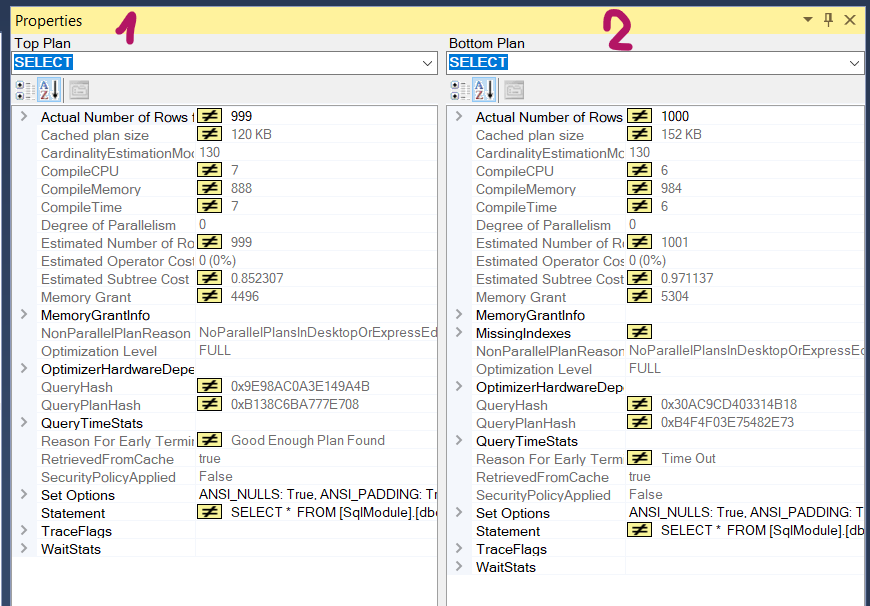 Properties
1
2
Top Plan
SELECT
Actual Number of Rows f 999
Cached plan size 120 KB
CardinalityEstimationMod 130
CompileCPU 7
CompileMemory 888
CompileTime 7
Degree of Parallelism 0
Estimated Number of Ro 999
Estimated Operator Cost 0 (0%)
Estimated Subtree Cost 0.852307
Memory Grant 4496
MemoryGrantInfo
NonParallelPlanReason NoParallelPlansInDesktopOrExpressEd
Optimization Level FULL
OptimizerHardwareDepe
QueryHash 0x9E98AC0A3E149A4B
QueryPlanHash 0xB138C6BA777E708
QueryTimeStats
Reason For Early Termi Good Enough Plan Found
RetrievedFromCache true
SecurityPolicyApplied False
Set Options ANSI_NULLS: True, ANSI_PADDING: Tr
Statement SELECT * FROM [SqlModule].[dbo
TraceFlags
WaitStats
Bottom Plan
SELECT
Actual Number of Rows 1000
Cached plan size 152 KB
CardinalityEstimationMo 130
CompileCPU 6
CompileMemory 984
CompileTime 6
Degree of Parallelism 0
Estimated Number of R 1001
Estimated Operator Cos 0 (0%)
Estimated Subtree Cost 0.971137
Memory Grant 5304
MemoryGrantInfo
MissingIndexes
NonParallelPlanReason NoParallelPlansInDesktopOrExpressEd
Optimization Level FULL
OptimizerHardwareDep
QueryHash 0x30AC9CD403314B18
QueryPlanHash 0xB4F4F03E75482E73
QueryTimeStats
Reason For Early Term Time Out
RetrievedFromCache true
SecurityPolicyApplied False
Set Options ANSI_NULLS: True, ANSI_PADDING: T
Statement SELECT * FROM [SqlModule].[db
TraceFlags
WaitStats